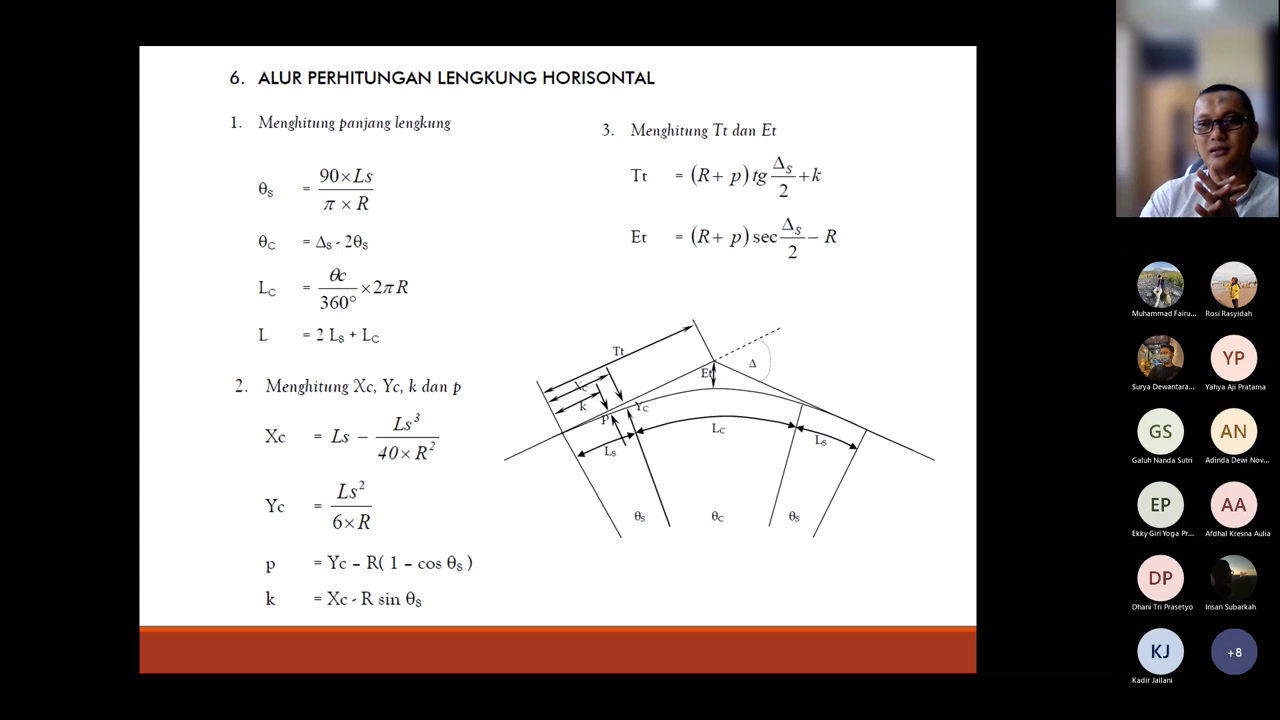 6. ALUR PERHITUNGAN LENGKUNG HORISONTAL
1. Menghitung panjang lengkung
θs = 90×Ls / π × R
θc = Δs - 2θs
Lc = θc / 360° ×2πR
L = 2 Ls + Lc
2. Menghitung Xc, Yc, k dan p
Xc = Ls − Ls³ / 40× R²
Yc = Ls² / 6×R
p = Yc – R( 1 – cos θs )
k = Xc - R sin θs
3. Menghitung Tt dan Et
Tt = (R+ p) tg Δs / 2 + k
Et = (R+ p) sec Δs / 2 − R
Tt
Xc
k
P
Yc
Et
Δ
Ls
Lc
Ls
θs
θc
θs
Muhammad Fairu...
Rosi Rasyidah
Surya Dewantara...
YP
Yahya Aji Pratama
GS
Galuh Nanda Sutri
AN
Adinda Dewi Nov...
EP
Ekky Giri Yoga Pr...
AA
Afdhal Kresna Aulia
DP
Dhani Tri Prasetyo
Insan Subarkah
KJ
Kadir Jailani
+8